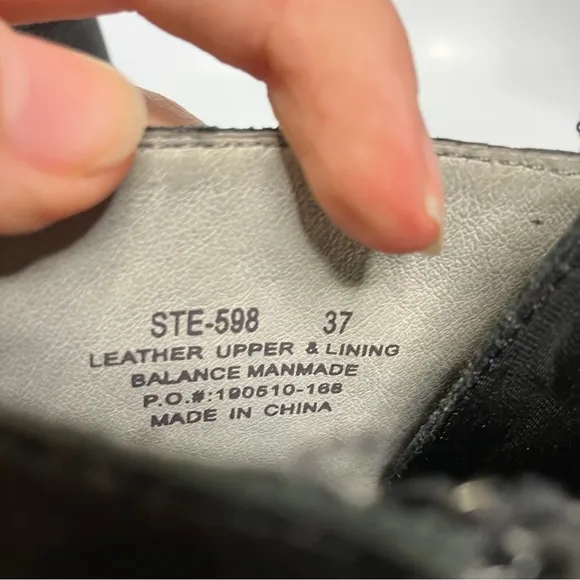 STE-598 37
LEATHER UPPER & LINING
BALANCE MANMADE
P.O.#:190510-168
MADE IN CHINA